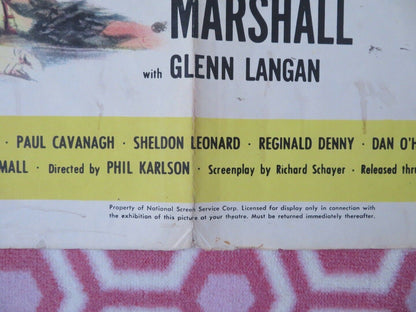 MARSHALL
with GLENN LANGAN
· PAUL CAVANAGH · SHELDON LEONARD · REGINALD DENNY · DAN O'H
MALL · Directed by PHIL KARLSON · Screenplay by Richard Schayer · Released thru
Property of National Screen Service Corp. Licensed for display only in connection with
the exhibition of this picture at your theatre. Must be returned immediately thereafter.